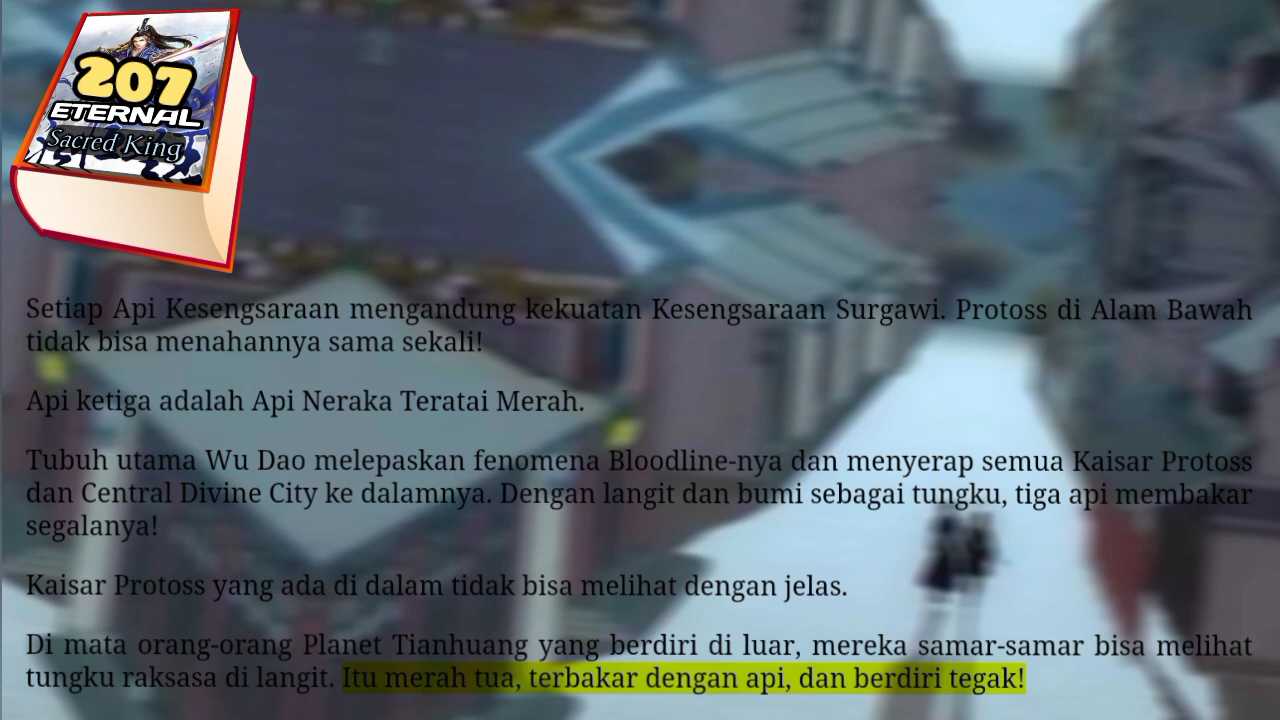 207
ETERNAL
Sacred King
Setiap Api Kesengsaraan mengandung kekuatan Kesengsaraan Surgawi. Protoss di Alam Bawah
tidak bisa menahannya sama sekali!
Api ketiga adalah Api Neraka Teratai Merah.
Tubuh utama Wu Dao melepaskan fenomena Bloodline-nya dan menyerap semua Kaisar Protoss
dan Central Divine City ke dalamnya. Dengan langit dan bumi sebagai tungku, tiga api membakar
segalanya!
Kaisar Protoss yang ada di dalam tidak bisa melihat dengan jelas.
Di mata orang-orang Planet Tianhuang yang berdiri di luar, mereka samar-samar bisa melihat
tungku raksasa di langit. Itu merah tua, terbakar dengan api, dan berdiri tegak!